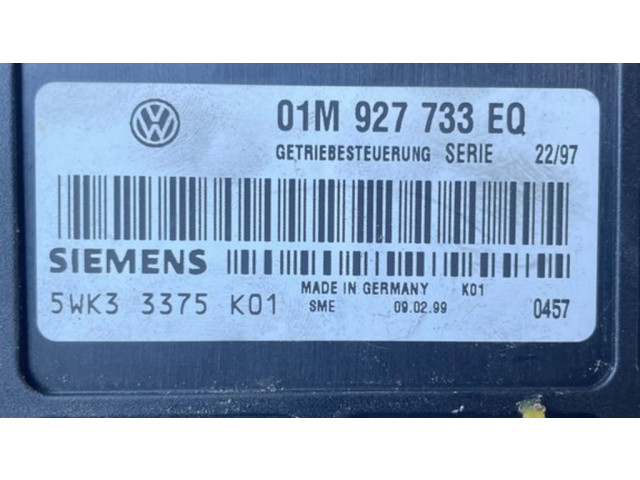 01M 927 733 EQ
GETRIEBESTEUERUNG SERIE 22/97
SIEMENS
MADE IN GERMANY K01
5WK3 3375 K01 SME 09.02.99 0457